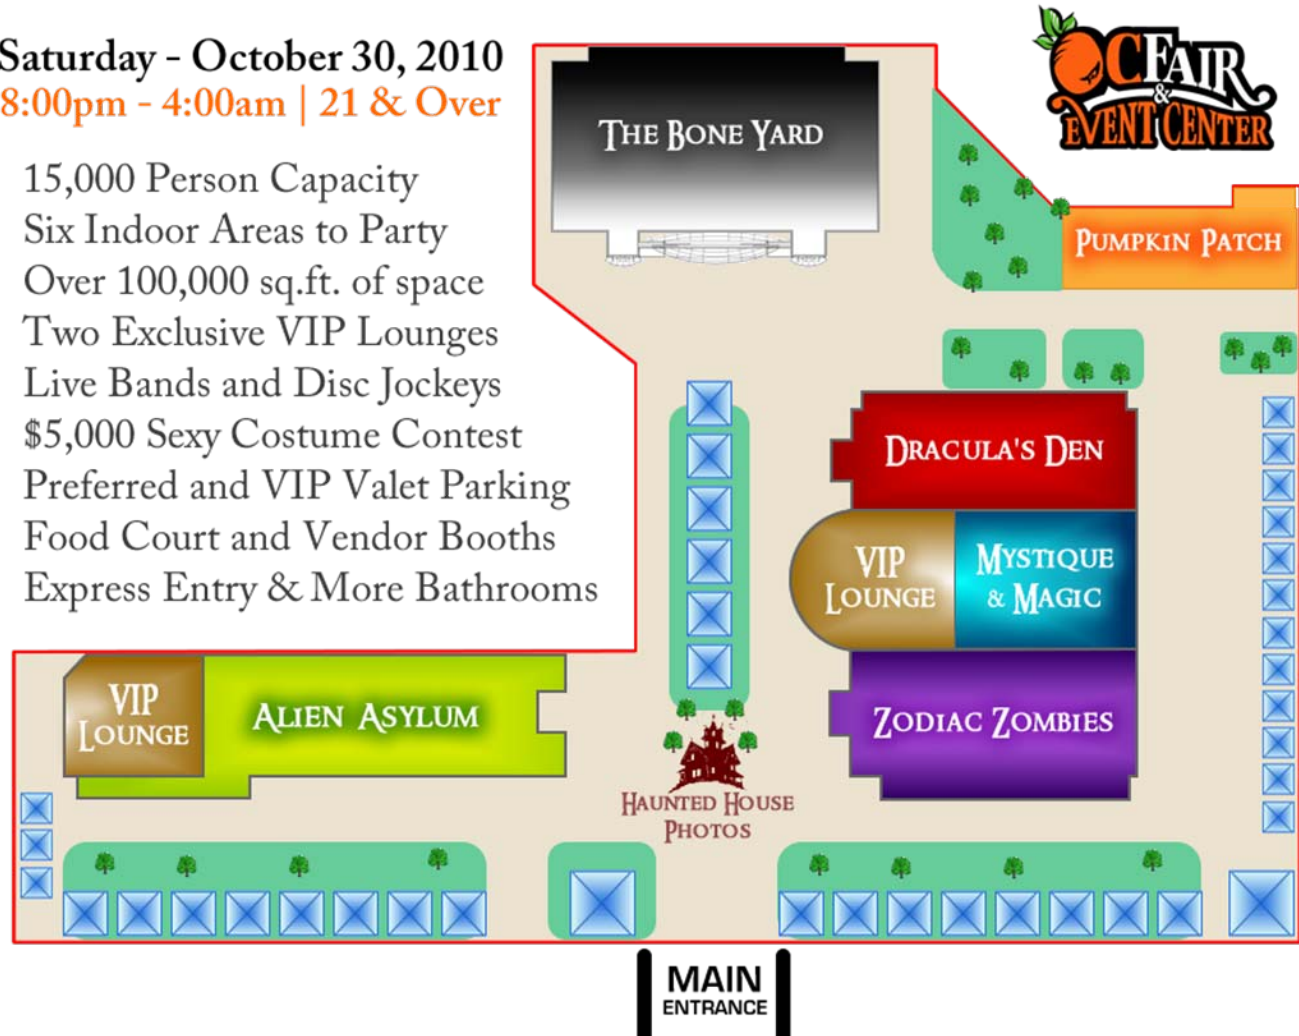 Saturday - October 30, 2010
8:00pm - 4:00am | 21 & Over
15,000 Person Capacity
Six Indoor Areas to Party
Over 100,000 sq.ft. of space
Two Exclusive VIP Lounges
Live Bands and Disc Jockeys
$5,000 Sexy Costume Contest
Preferred and VIP Valet Parking
Food Court and Vendor Booths
Express Entry & More Bathrooms
OC FAIR
&
EVENT CENTER
THE BONE YARD
PUMPKIN PATCH
DRACULA'S DEN
VIP
LOUNGE
MYSTIQUE
& MAGIC
ZODIAC ZOMBIES
VIP
LOUNGE
ALIEN ASYLUM
HAUNTED HOUSE
PHOTOS
MAIN
ENTRANCE